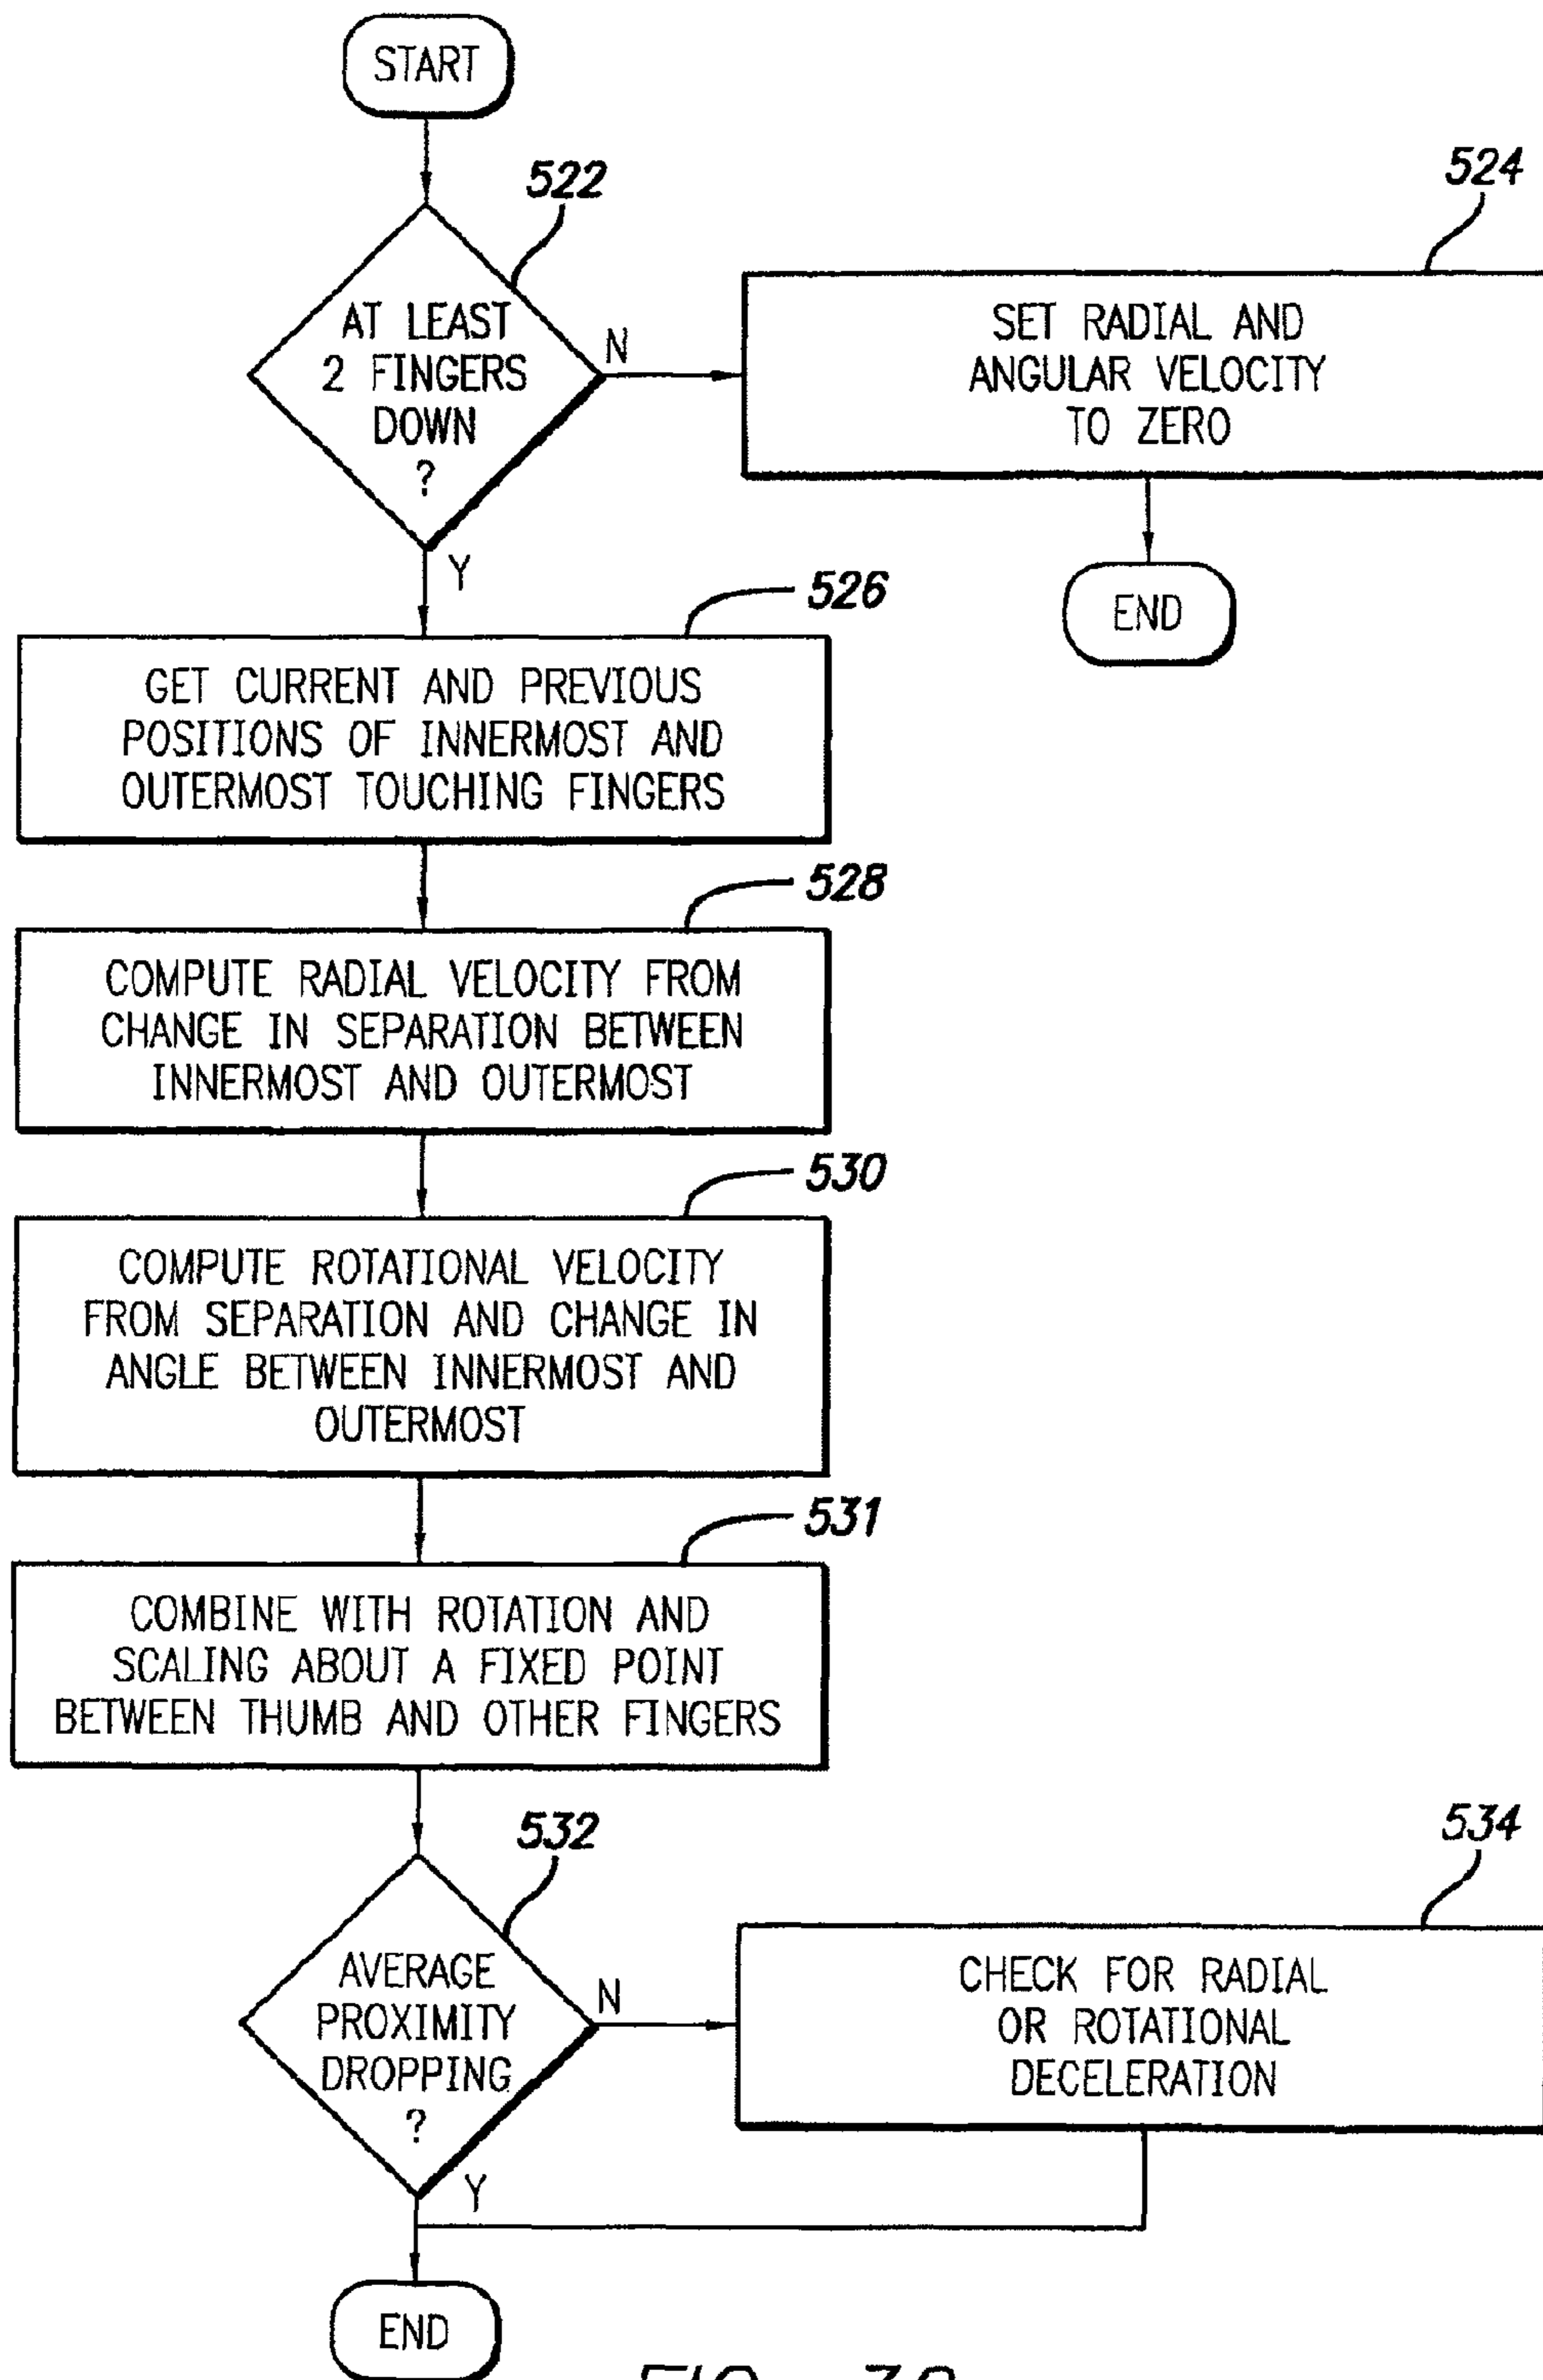 START
522
AT LEAST
2 FINGERS
DOWN
?
N
Y
524
SET RADIAL AND
ANGULAR VELOCITY
TO ZERO
END
526
GET CURRENT AND PREVIOUS
POSITIONS OF INNERMOST AND
OUTERMOST TOUCHING FINGERS
528
COMPUTE RADIAL VELOCITY FROM
CHANGE IN SEPARATION BETWEEN
INNERMOST AND OUTERMOST
530
COMPUTE ROTATIONAL VELOCITY
FROM SEPARATION AND CHANGE IN
ANGLE BETWEEN INNERMOST AND
OUTERMOST
531
COMBINE WITH ROTATION AND
SCALING ABOUT A FIXED POINT
BETWEEN THUMB AND OTHER FINGERS
532
AVERAGE
PROXIMITY
DROPPING
?
N
Y
534
CHECK FOR RADIAL
OR ROTATIONAL
DECELERATION
END